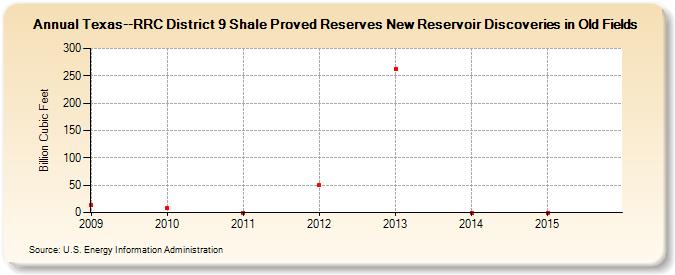 Annual Texas--RRC District 9 Shale Proved Reserves New Reservoir Discoveries in Old Fields
Billion Cubic Feet
300
250
200
150
100
50
0
2009 2010 2011 2012 2013 2014 2015
Source: U.S. Energy Information Administration